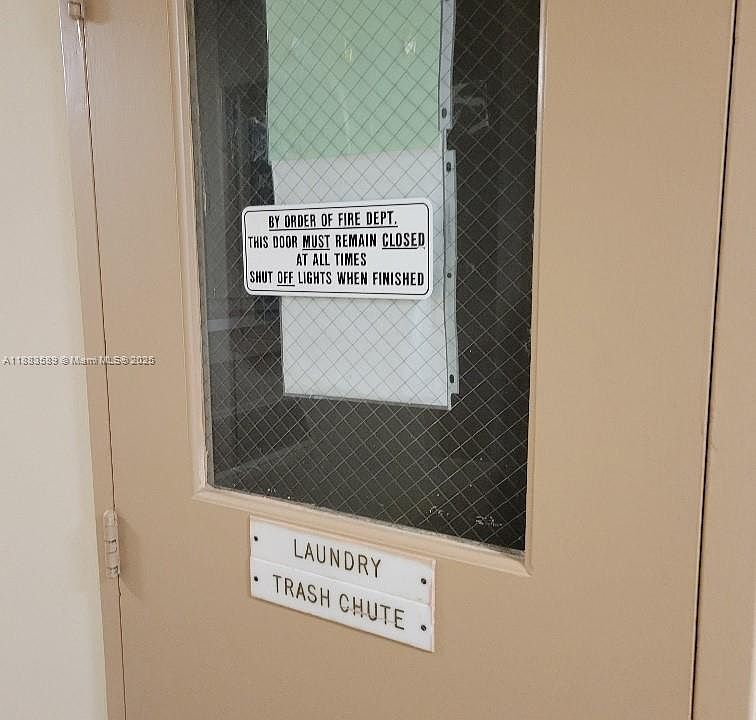 BY ORDER OF FIRE DEPT.
THIS DOOR MUST REMAIN CLOSED
AT ALL TIMES
SHUT OFF LIGHTS WHEN FINISHED
A11883589 © Miami MLS® 2025
LAUNDRY
TRASH CHUTE